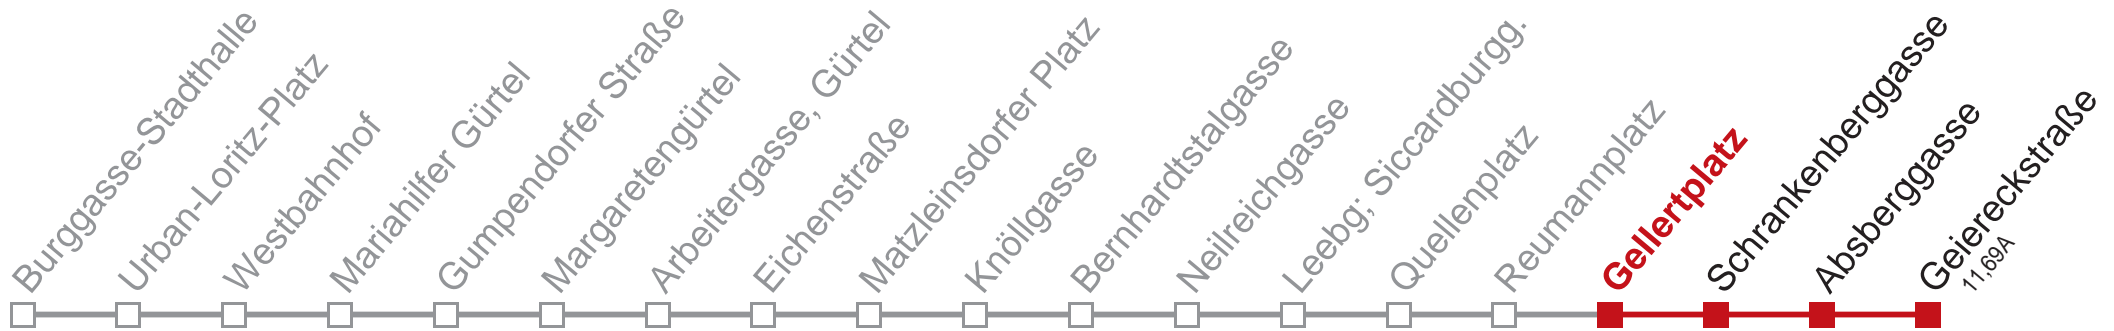 Burggasse-Stadthalle
Urban-Loritz-Platz
Westbahnhof
Mariahilfer Gürtel
Gumpendorfer Straße
Margaretengürtel
Arbeitergasse, Gürtel
Eichenstraße
Matzleinsdorfer Platz
Knöllgasse
Bernhardtstalgasse
Neilreichgasse
Leebg; Siccardburgg.
Quellenplatz
Reumannplatz
Gellertplatz
Schrankenberggasse
Absberggasse
Geiereckstraße
11,69A